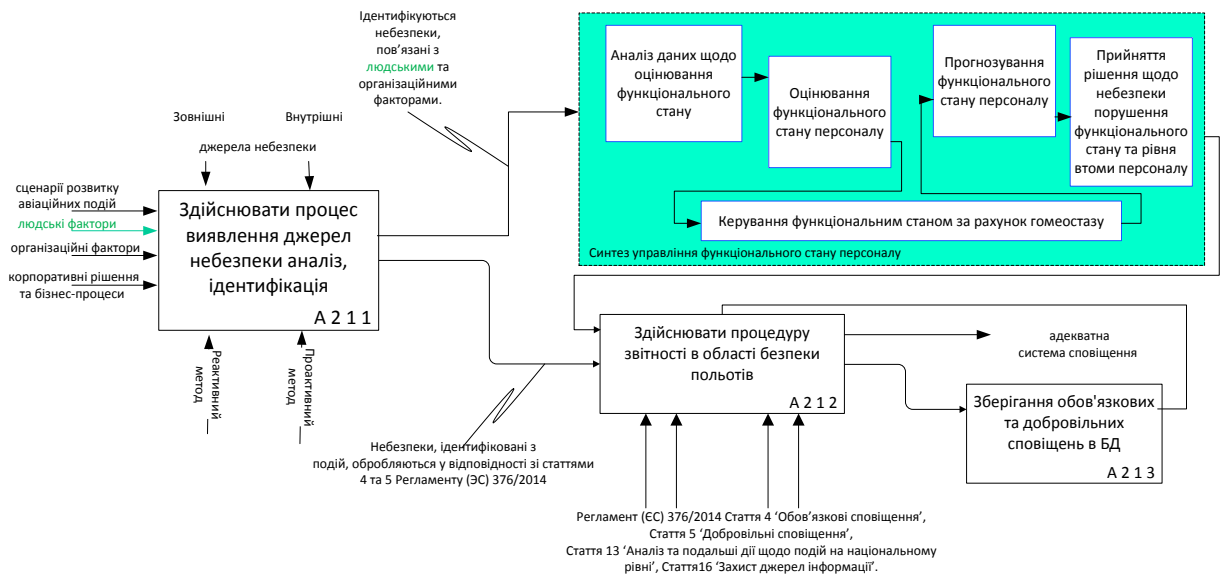 Ідентифікуються
небезпеки,
пов'язані з
людськими та
організаційними
факторами.
Зовнішні
Внутрішні
джерела небезпеки
сценарії розвитку
авіаційних подій
людські фактори
організаційні фактори
корпоративні рішення
та бізнес-процеси
Здійснювати процес
виявлення джерел
небезпеки аналіз,
ідентифікація
A 2 1 1
Реактивний
метод
Проактивний
метод
Аналіз даних щодо
оцінювання
функціонального
стану
Оцінювання
функціонального
стану персоналу
Прогнозування
функціонального
стану персоналу
Прийняття
рішення щодо
небезпеки
порушення
функціонального
стану та рівня
втоми персоналу
Керування функціональним станом за рахунок гомеостазу
Синтез управління функціонального стану персоналу
Здійснювати процедуру
звітності в області безпеки
польотів
A 2 1 2
адекватна
система сповіщення
Зберігання обов'язкових
та добровільних
сповіщень в БД
A 2 1 3
Небезпеки, ідентифіковані з
подій, обробляються у відповідності зі статтями
4 та 5 Регламенту (ЭС) 376/2014
Регламент (ЄС) 376/2014 Стаття 4 ‘Обов’язкові сповіщення’,
Стаття 5 ‘Добровільні сповіщення’,
Стаття 13 ‘Аналіз та подальші дії щодо подій на національному
рівні’, Стаття16 ‘Захист джерел інформації’.